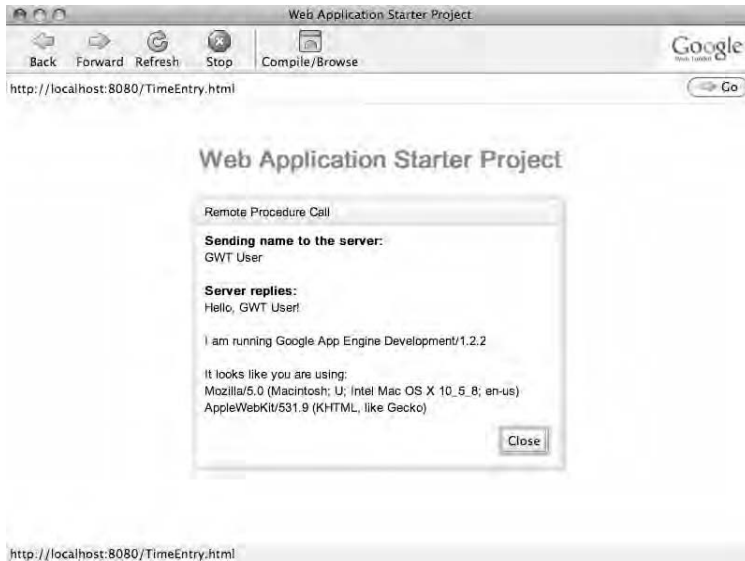 Web Application Starter Project
Back Forward Refresh Stop Compile/Browse
Google
Web Toolkit
http://localhost:8080/TimeEntry.html
Go
Web Application Starter Project
Remote Procedure Call
Sending name to the server:
GWT User
Server replies:
Hello, GWT User!
I am running Google App Engine Development/1.2.2
It looks like you are using:
Mozilla/5.0 (Macintosh; U; Intel Mac OS X 10_5_8; en-us)
AppleWebKit/531.9 (KHTML, like Gecko)
Close
http://localhost:8080/TimeEntry.html